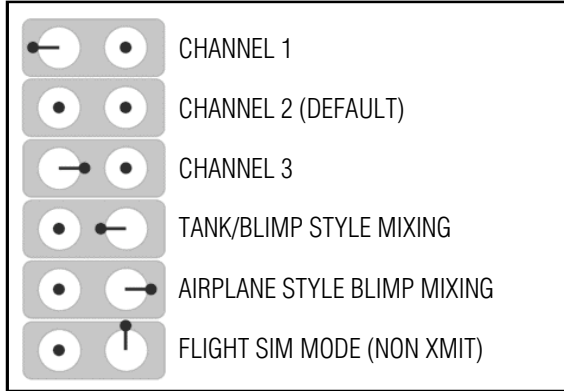 CHANNEL 1
CHANNEL 2 (DEFAULT)
CHANNEL 3
TANK/BLIMP STYLE MIXING
AIRPLANE STYLE BLIMP MIXING
FLIGHT SIM MODE (NON XMIT)